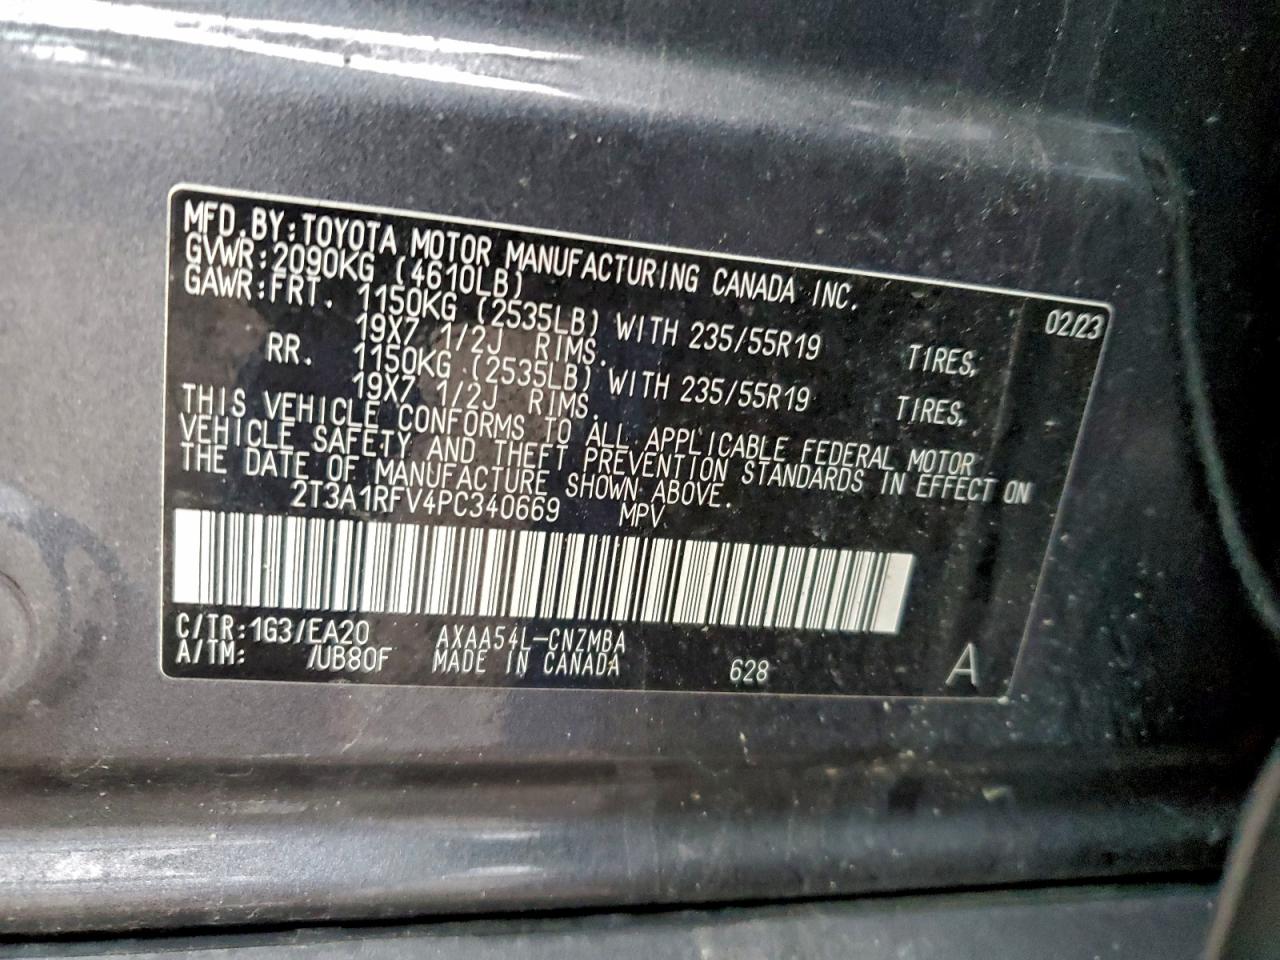 MFD.BY:TOYOTA MOTOR MANUFACTURING CANADA INC.
GVWR:2090KG (4610LB) 02/23
GAWR:FRT. 1150KG (2535LB) WITH 235/55R19 TIRES,
19X7 1/2J RIMS.
RR. 1150KG (2535LB) WITH 235/55R19 TIRES,
19X7 1/2J RIMS.
THIS VEHICLE CONFORMS TO ALL APPLICABLE FEDERAL MOTOR
VEHICLE SAFETY AND THEFT PREVENTION STANDARDS IN EFFECT ON
THE DATE OF MANUFACTURE SHOWN ABOVE.
2T3A1RFV4PC340669 MPV
C/TR:1G3/EA20 AXAA54L-CNZMBA
A/TM: /UB80F MADE IN CANADA 628 A